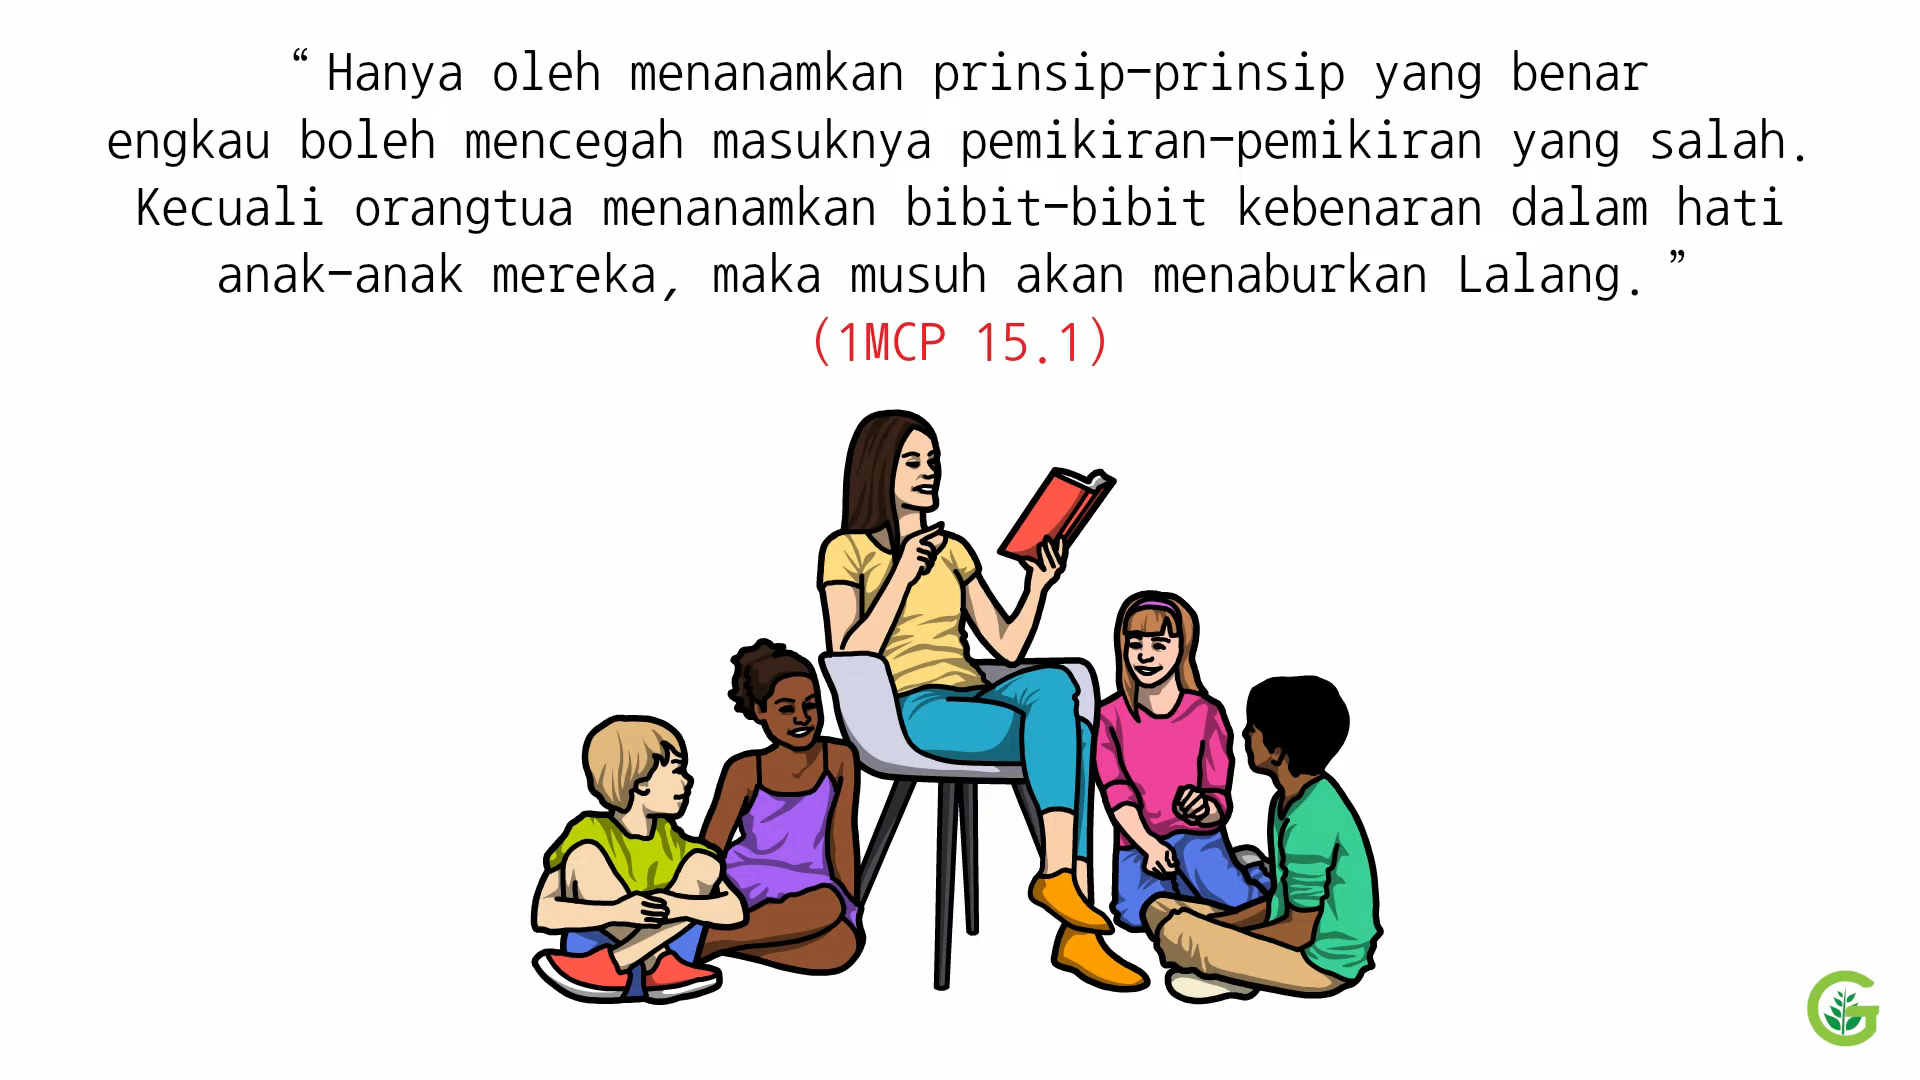 “Hanya oleh menanamkan prinsip-prinsip yang benar
engkau boleh mencegah masuknya pemikiran-pemikiran yang salah.
Kecuali orangtua menanamkan bibit-bibit kebenaran dalam hati
anak-anak mereka, maka musuh akan menaburkan Lalang.”
(1MCP 15.1)